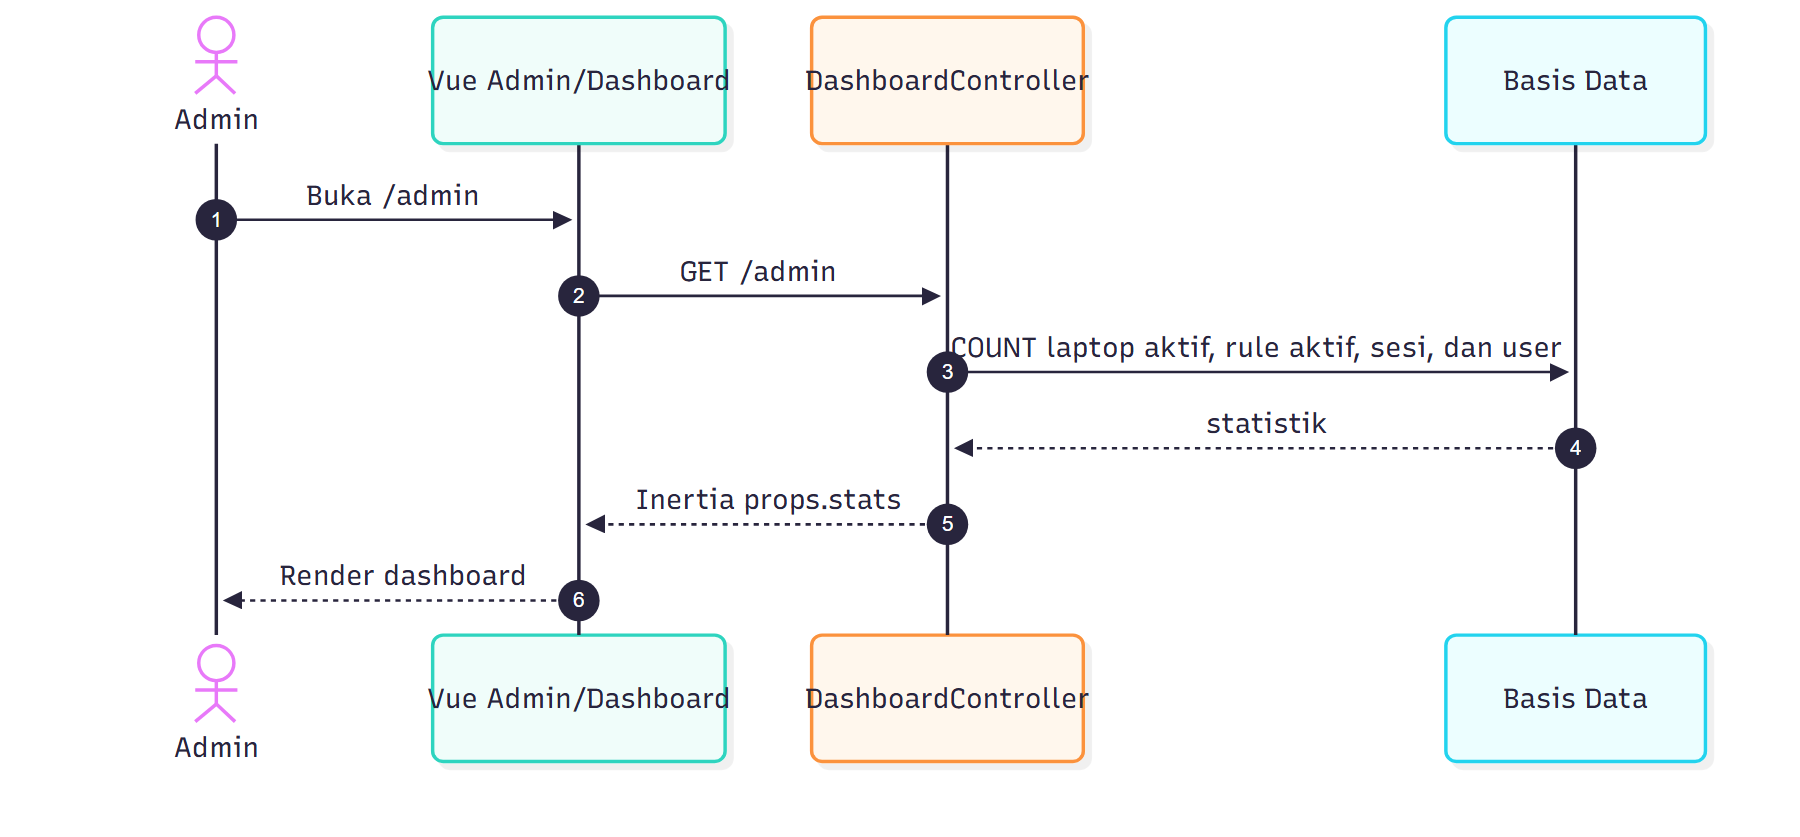 Admin
Vue Admin/Dashboard
DashboardController
Basis Data
Buka /admin
1
GET /admin
2
COUNT laptop aktif, rule aktif, sesi, dan user
3
statistik
4
Inertia props.stats
5
Render dashboard
6
Admin
Vue Admin/Dashboard
DashboardController
Basis Data